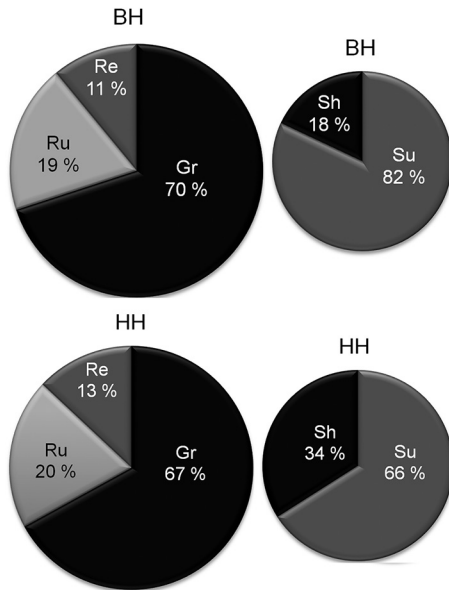 BH
Re
11 %
Ru
19 %
Gr
70 %
BH
Sh
18 %
Su
82 %
HH
Re
13 %
Ru
20 %
Gr
67 %
HH
Sh
34 %
Su
66 %